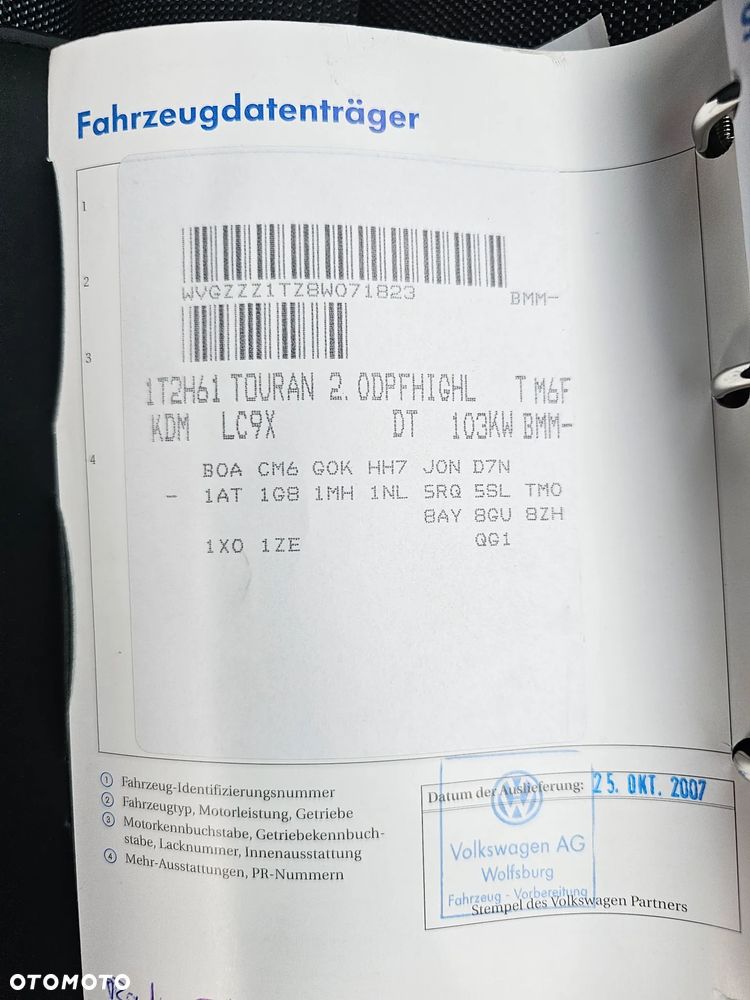 Fahrzeugdatenträger
1
2
WVGZZZ1TZ8W071823 BMM-
3
1T2H61 TOURAN 2.0DPFHIGHL T M6F
KDM LC9X DT 103KW BMM-
4
B0A CM6 G0K HH7 J0N D7N
- 1AT 1G8 1MH 1NL 5RQ 5SL TM0
8AY 8GU 8ZH
1X0 1ZE QG1
1 Fahrzeug-Identifizierungsnummer
2 Fahrzeugtyp, Motorleistung, Getriebe
3 Motorkennbuchstabe, Getriebekennbuch-
stabe, Lacknummer, Innenausstattung
4 Mehr-Ausstattungen, PR-Nummern
Datum der Auslieferung: 25. OKT. 2007
Volkswagen AG
Wolfsburg
Fahrzeug - Vorbereitung
Stempel des Volkswagen Partners
OTOMOTO